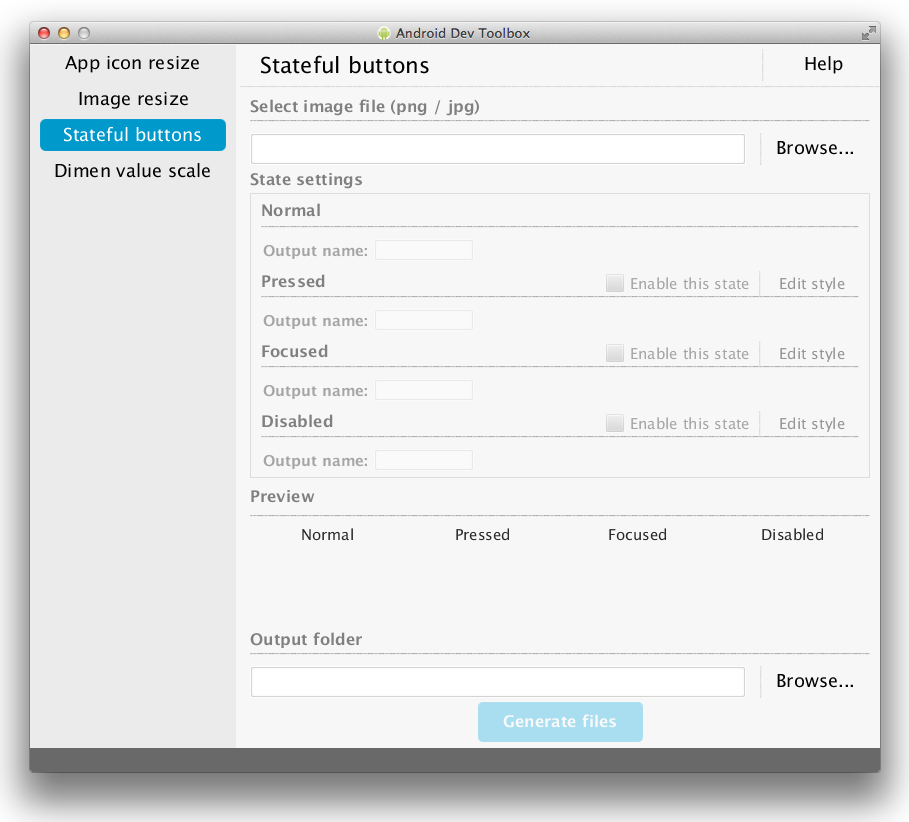 Android Dev Toolbox
App icon resize
Image resize
Stateful buttons
Dimen value scale
Stateful buttons
Help
Select image file (png / jpg)
Browse...
State settings
Normal
Output name:
Pressed
Enable this state
Edit style
Output name:
Focused
Enable this state
Edit style
Output name:
Disabled
Enable this state
Edit style
Output name:
Preview
Normal Pressed Focused Disabled
Output folder
Browse...
Generate files